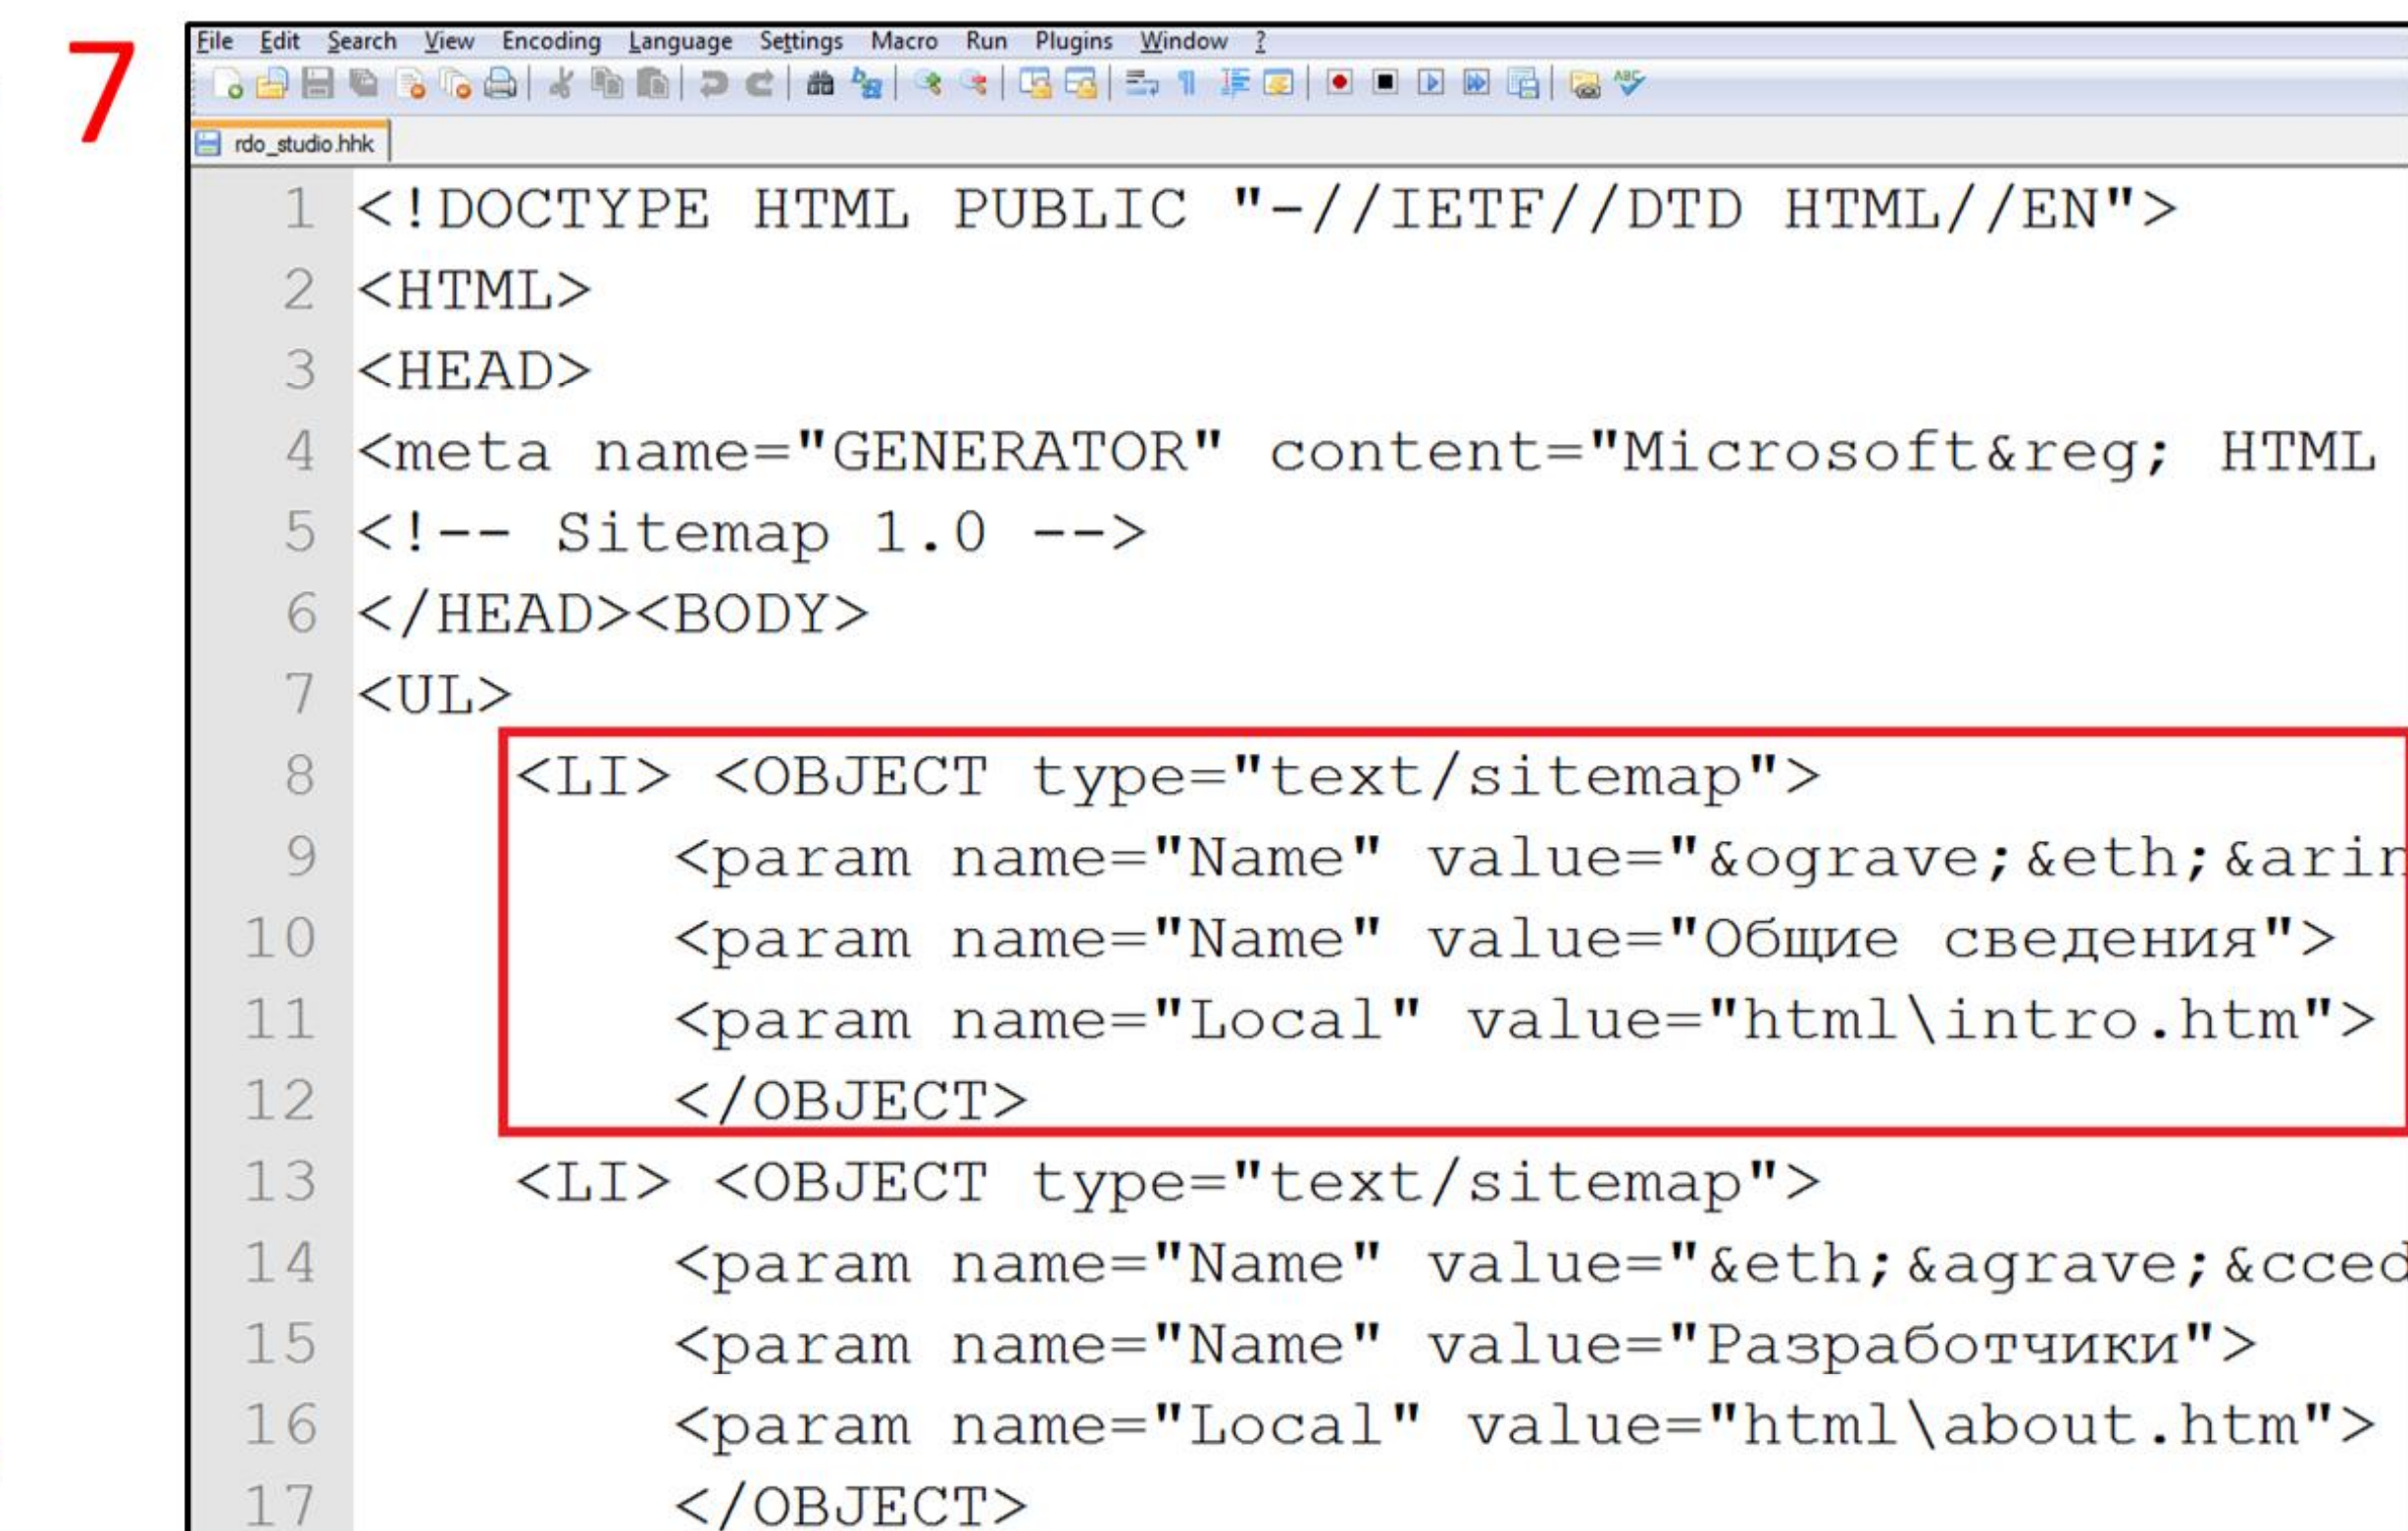 7
File Edit Search View Encoding Language Settings Macro Run Plugins Window ?
rdo_studio.hhk
1 <!DOCTYPE HTML PUBLIC "-//IETF//DTD HTML//EN">
2 <HTML>
3 <HEAD>
4 <meta name="GENERATOR" content="Microsoft&reg; HTML
5 <!-- Sitemap 1.0 -->
6 </HEAD><BODY>
7 <UL>
8 <LI> <OBJECT type="text/sitemap">
9 <param name="Name" value="&ograve;&eth;&arin
10 <param name="Name" value="Общие сведения">
11 <param name="Local" value="html\intro.htm">
12 </OBJECT>
13 <LI> <OBJECT type="text/sitemap">
14 <param name="Name" value="&eth;&agrave;&cced
15 <param name="Name" value="Разработчики">
16 <param name="Local" value="html\about.htm">
17 </OBJECT>